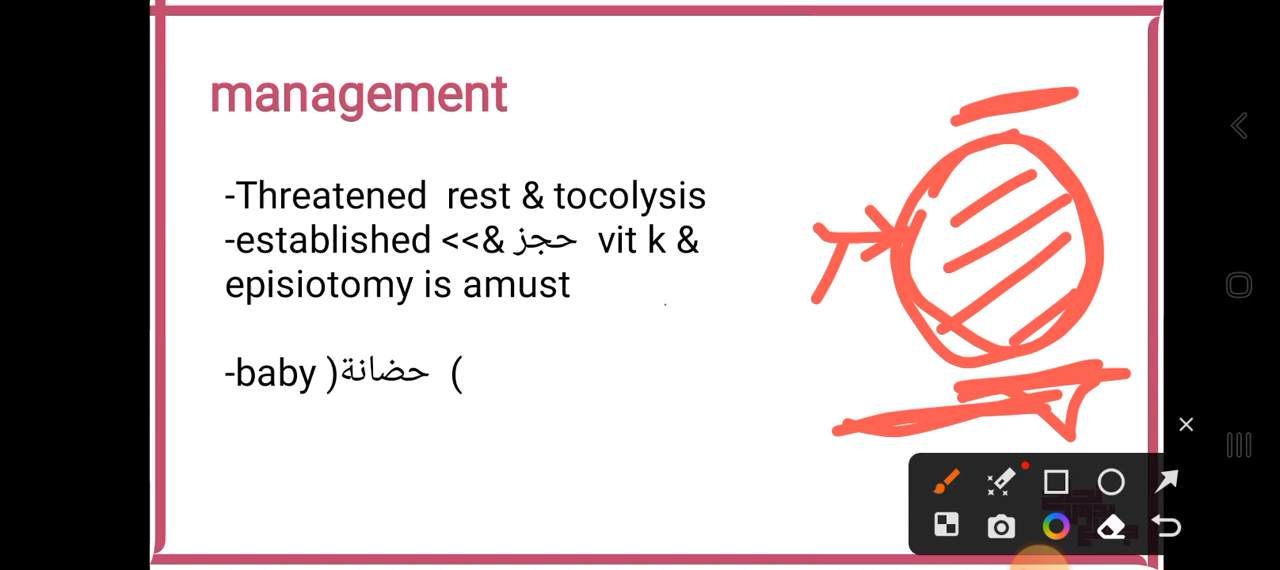 management
-Threatened rest & tocolysis
-established <<& حجز vit k &
episiotomy is amust
-baby )حضانة (